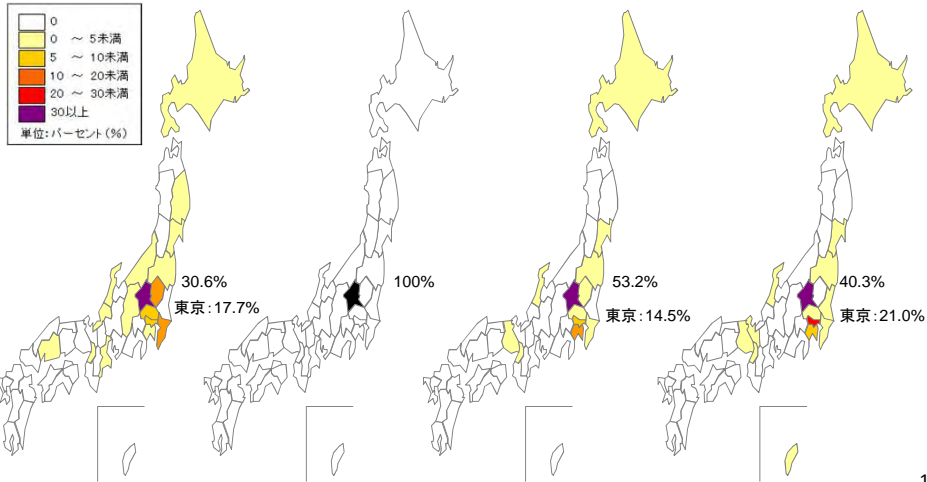 0
0 ～ 5未満
5 ～ 10未満
10 ～ 20未満
20 ～ 30未満
30以上
単位:パーセント(%)
30.6%
東京:17.7%
100%
53.2%
東京:14.5%
40.3%
東京:21.0%
1